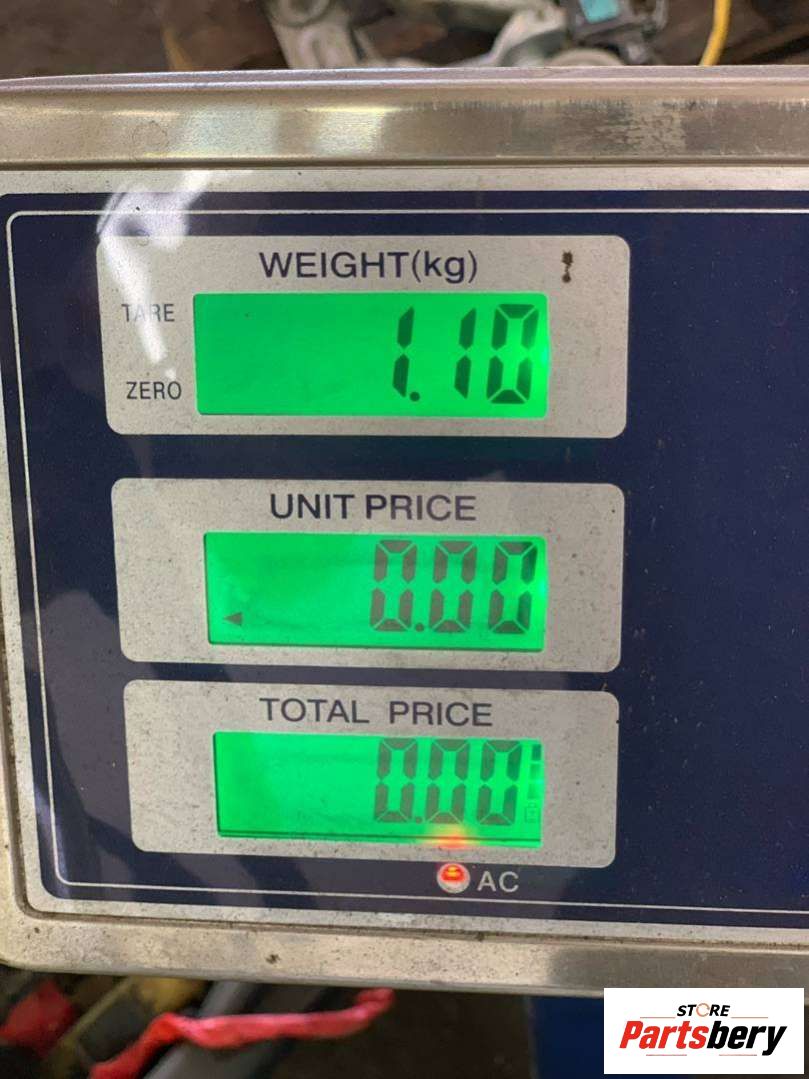 WEIGHT(kg)
TARE
1.10
ZERO
UNIT PRICE
0.00
TOTAL PRICE
0.00
AC
STORE
Partsbery